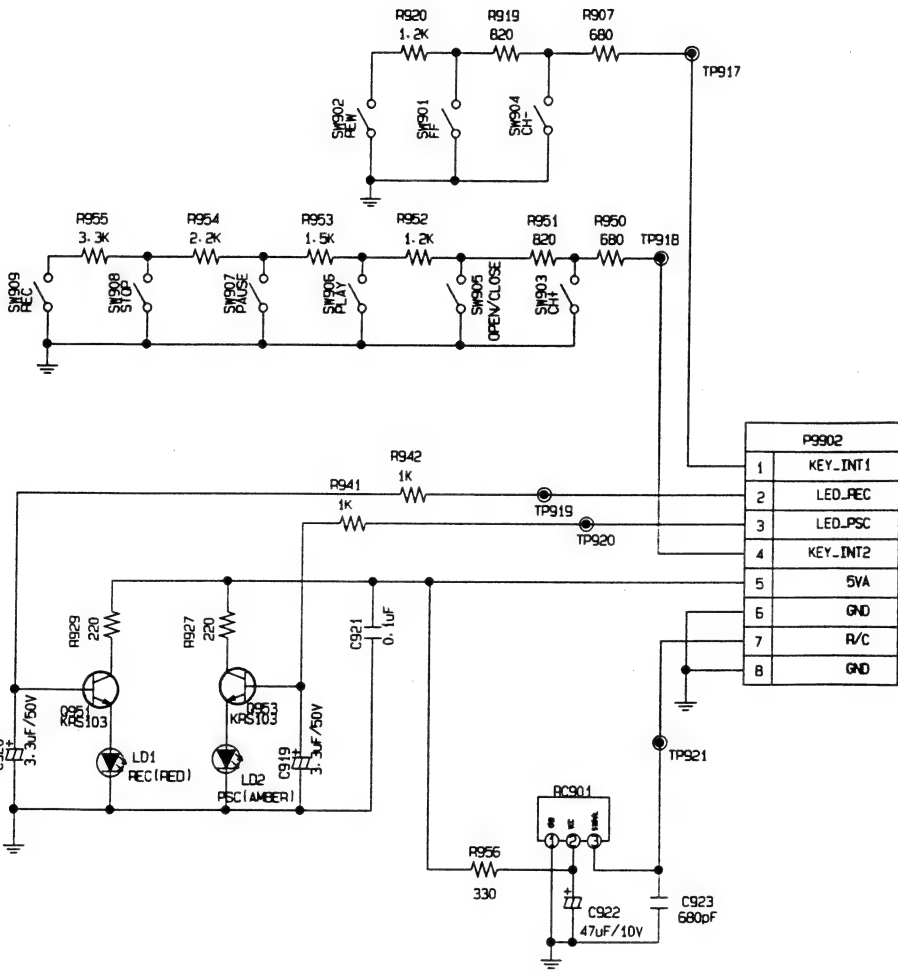 R920 R919 R907
1.2K 820 680
TP917
SW902 REW
SW901 FF
SW904 CH-
R955 R954 R953 R952 R951 R950 TP918
3.3K 2.2K 1.5K 1.2K 820 680
SW909 REC
SW908 STOP
SW907 PAUSE
SW906 PLAY
SW905 OPEN/CLOSE
SW903 CH+
P9902
1 KEY_INT1
2 LED_REC
3 LED_PSC
4 KEY_INT2
5 5VA
6 GND
7 R/C
8 GND
R942
1K
R941
1K
TP919
TP920
R929
220
R927
220
C921
0.1uF
Q951
KRS103
Q953
KRS103
3.3uF/50V
LD1
REC(RED)
LD2
PSC(AMBER)
C919
3.3uF/50V
TP921
RC901
1 2 3
VCC
R956
330
C922
47uF/10V
C923
680pF